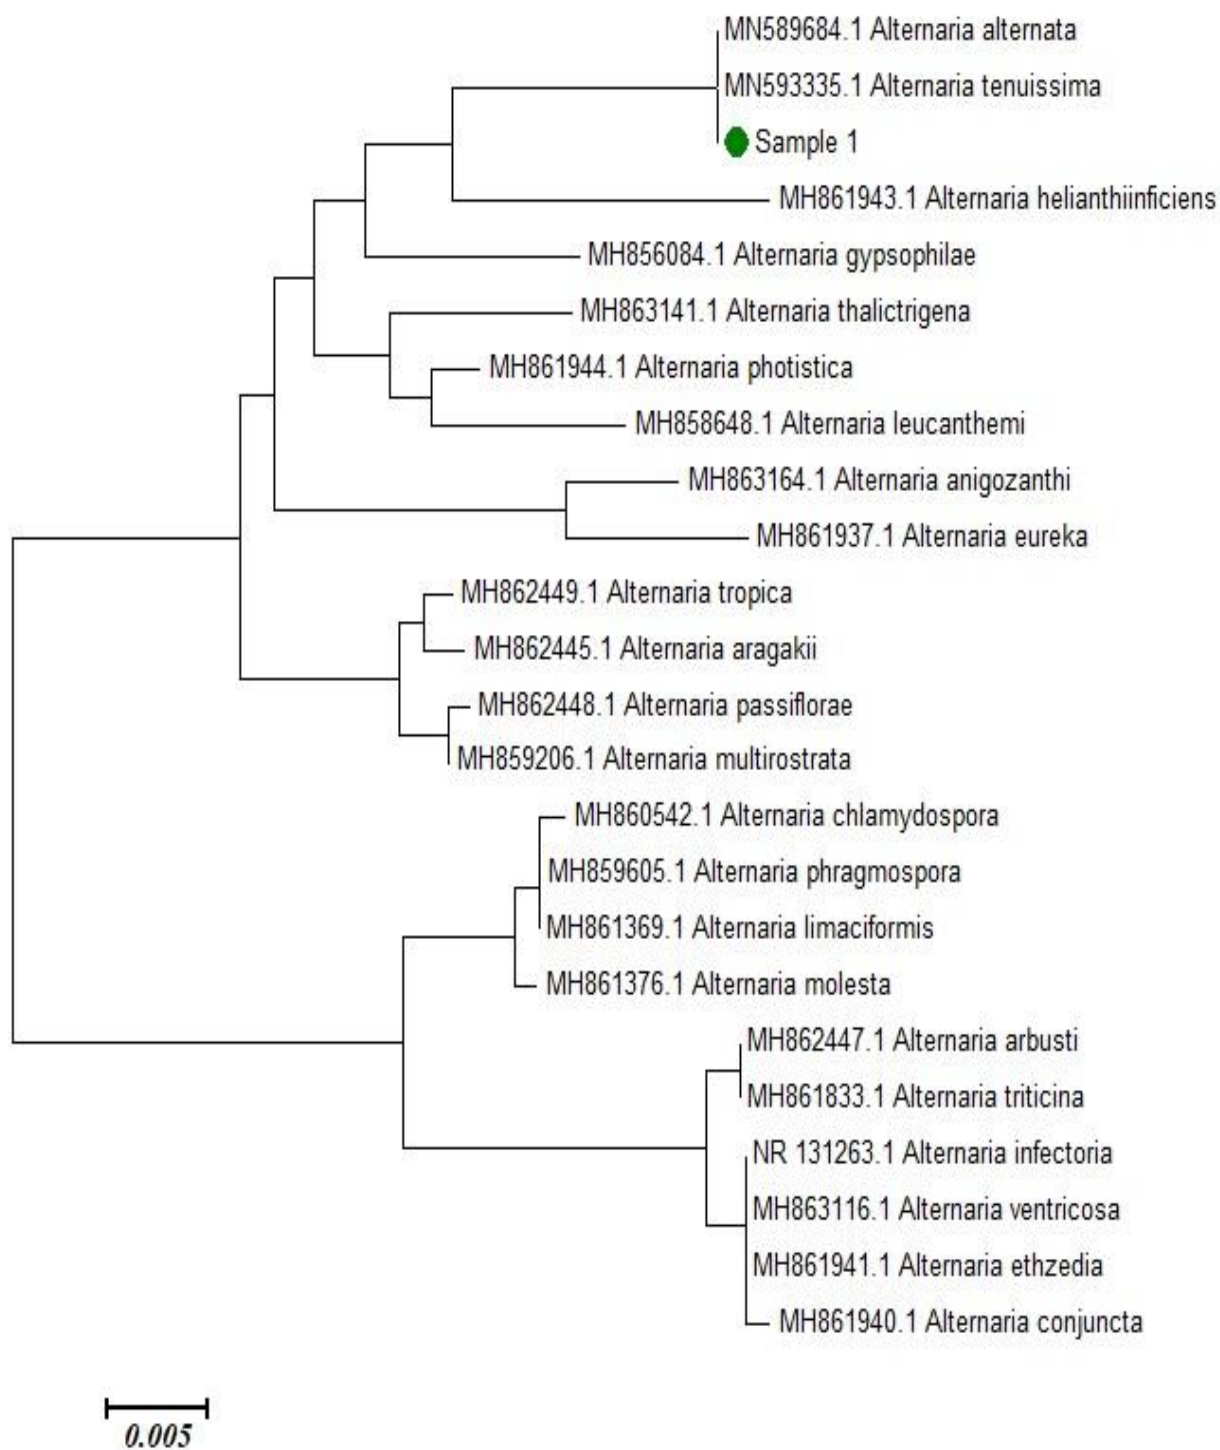 MN589684.1 Alternaria alternata
MN593335.1 Alternaria tenuissima
Sample 1
MH861943.1 Alternaria helianthiinficiens
MH856084.1 Alternaria gypsophilae
MH863141.1 Alternaria thalictrigena
MH861944.1 Alternaria photistica
MH858648.1 Alternaria leucanthemi
MH863164.1 Alternaria anigozanthi
MH861937.1 Alternaria eureka
MH862449.1 Alternaria tropica
MH862445.1 Alternaria aragakii
MH862448.1 Alternaria passiflorae
MH859206.1 Alternaria multirostrata
MH860542.1 Alternaria chlamydospora
MH859605.1 Alternaria phragmospora
MH861369.1 Alternaria limaciformis
MH861376.1 Alternaria molesta
MH862447.1 Alternaria arbusti
MH861833.1 Alternaria triticina
NR 131263.1 Alternaria infectoria
MH863116.1 Alternaria ventricosa
MH861941.1 Alternaria ethzedia
MH861940.1 Alternaria conjuncta
0.005